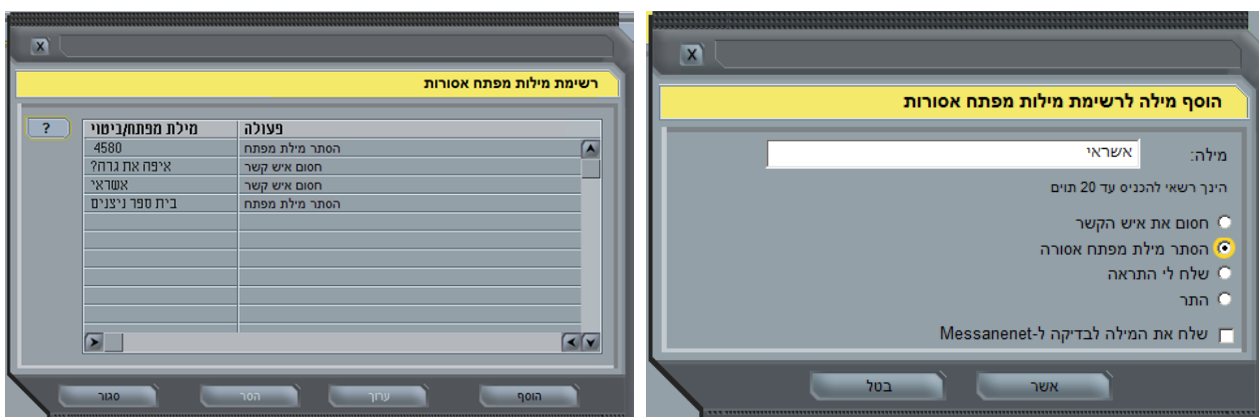 X
רשימת מילות מפתח אסורות
?
מילת מפתח/ביטוי פעולה
4580 הסתר מילת מפתח
איפה את גרה? חסום איש קשר
אשראי חסום איש קשר
בית ספר ניצנים הסתר מילת מפתח
הוסף ערוך הסר סגור
X
הוסף מילה לרשימת מילות מפתח אסורות
מילה: אשראי
הינך רשאי להכניס עד 20 תוים
חסום את איש הקשר
הסתר מילת מפתח אסורה
שלח לי התראה
התר
שלח את המילה לבדיקה ל-Messanenet
אשר בטל